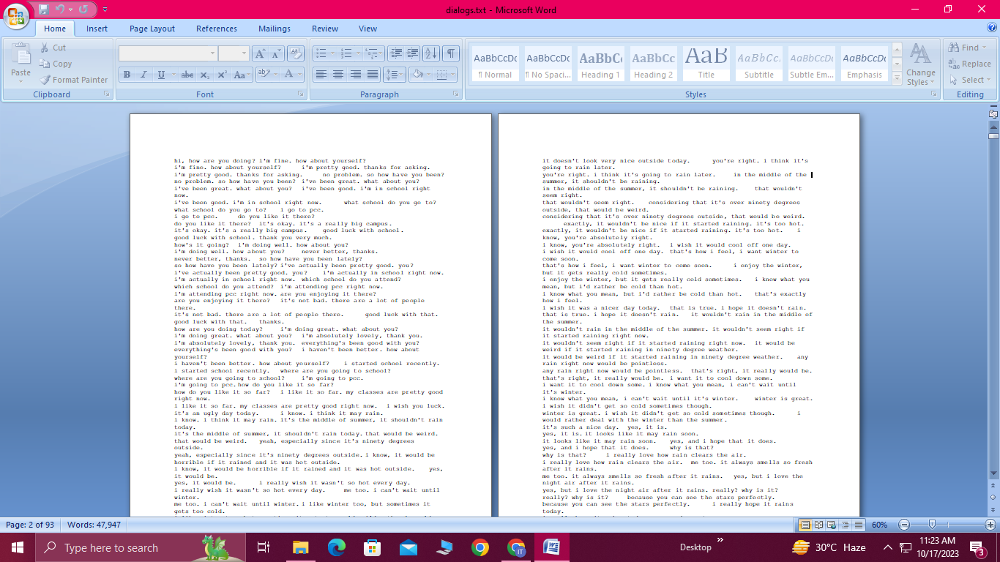 dialogs.txt - Microsoft Word
Home Insert Page Layout References Mailings Review View
Paste
Cut
Copy
Format Painter
Clipboard
B I U abc x₂ x² Aa
Font
Paragraph
AaBbCcDc AaBbCcDc AaBbCc AaBbCc AaB AaBbCc. AaBbCcDc AaBbCcDc
¶ Normal ¶ No Spaci... Heading 1 Heading 2 Title Subtitle Subtle Em... Emphasis
Change
Styles
Styles
Find
Replace
Select
Editing
hi, how are you doing? i'm fine. how about yourself?
i'm fine. how about yourself? i'm pretty good. thanks for asking.
i'm pretty good. thanks for asking. no problem. so how have you been?
no problem. so how have you been? i've been great. what about you?
i've been great. what about you? i've been good. i'm in school right
now.
i've been good. i'm in school right now. what school do you go to?
what school do you go to? i go to pcc.
i go to pcc. do you like it there?
do you like it there? it's okay. it's a really big campus.
it's okay. it's a really big campus. good luck with school.
good luck with school. thank you very much.
how's it going? i'm doing well. how about you?
i'm doing well. how about you? never better, thanks.
never better, thanks. so how have you been lately?
so how have you been lately? i've actually been pretty good. you?
i've actually been pretty good. you? i'm actually in school right now.
i'm actually in school right now. which school do you attend?
which school do you attend? i'm attending pcc right now.
i'm attending pcc right now. are you enjoying it there?
are you enjoying it there? it's not bad. there are a lot of people
there.
it's not bad. there are a lot of people there. good luck with that.
good luck with that. thanks.
how are you doing today? i'm doing great. what about you?
i'm doing great. what about you? i'm absolutely lovely, thank you.
i'm absolutely lovely, thank you. everything's been good with you?
everything's been good with you? i haven't been better. how about
yourself?
i haven't been better. how about yourself? i started school recently.
i started school recently. where are you going to school?
where are you going to school? i'm going to pcc.
i'm going to pcc. how do you like it so far?
how do you like it so far? i like it so far. my classes are pretty good
right now.
i like it so far. my classes are pretty good right now. i wish you luck.
it's an ugly day today. i know. i think it may rain.
i know. i think it may rain. it's the middle of summer, it shouldn't rain
today.
it's the middle of summer, it shouldn't rain today. that would be weird.
that would be weird. yeah, especially since it's ninety degrees
outside.
yeah, especially since it's ninety degrees outside. i know, it would be
horrible if it rained and it was hot outside.
i know, it would be horrible if it rained and it was hot outside. yes,
it would be.
yes, it would be. i really wish it wasn't so hot every day.
i really wish it wasn't so hot every day. me too. i can't wait until
winter.
me too. i can't wait until winter. i like winter too, but sometimes it
gets too cold.
it doesn't look very nice outside today. you're right. i think it's
going to rain later.
you're right. i think it's going to rain later. in the middle of the
summer, it shouldn't be raining.
in the middle of the summer, it shouldn't be raining. that wouldn't
seem right.
that wouldn't seem right. considering that it's over ninety degrees
outside, that would be weird.
considering that it's over ninety degrees outside, that would be weird.
exactly, it wouldn't be nice if it started raining. it's too hot.
exactly, it wouldn't be nice if it started raining. it's too hot. i
know, you're absolutely right.
i know, you're absolutely right. i wish it would cool off one day.
i wish it would cool off one day. that's how i feel, i want winter to
come soon.
that's how i feel, i want winter to come soon. i enjoy the winter,
but it gets really cold sometimes.
i enjoy the winter, but it gets really cold sometimes. i know what you
mean, but i'd rather be cold than hot.
i know what you mean, but i'd rather be cold than hot. that's exactly
how i feel.
i wish it was a nicer day today. that is true. i hope it doesn't rain.
that is true. i hope it doesn't rain. it wouldn't rain in the middle of
the summer.
it wouldn't rain in the middle of the summer. it wouldn't seem right if
it started raining right now.
it wouldn't seem right if it started raining right now. it would be
weird if it started raining in ninety degree weather.
it would be weird if it started raining in ninety degree weather. any
rain right now would be pointless.
any rain right now would be pointless. that's right, it really would be.
that's right, it really would be. i want it to cool down some.
i want it to cool down some. i know what you mean, i can't wait until
it's winter.
i know what you mean, i can't wait until it's winter. winter is great.
i wish it didn't get so cold sometimes though.
winter is great. i wish it didn't get so cold sometimes though. i
would rather deal with the winter than the summer.
it's such a nice day. yes, it is.
yes, it is. it looks like it may rain soon.
it looks like it may rain soon. yes, and i hope that it does.
yes, and i hope that it does. why is that?
why is that? i really love how rain clears the air.
i really love how rain clears the air. me too. it always smells so fresh
after it rains.
me too. it always smells so fresh after it rains. yes, but i love the
night air after it rains.
yes, but i love the night air after it rains. really? why is it?
really? why is it? because you can see the stars perfectly.
because you can see the stars perfectly. i really hope it rains
today.
Page: 2 of 93 Words: 47,947 60%
Type here to search
Desktop
30°C Haze
11:23 AM
10/17/2023
3